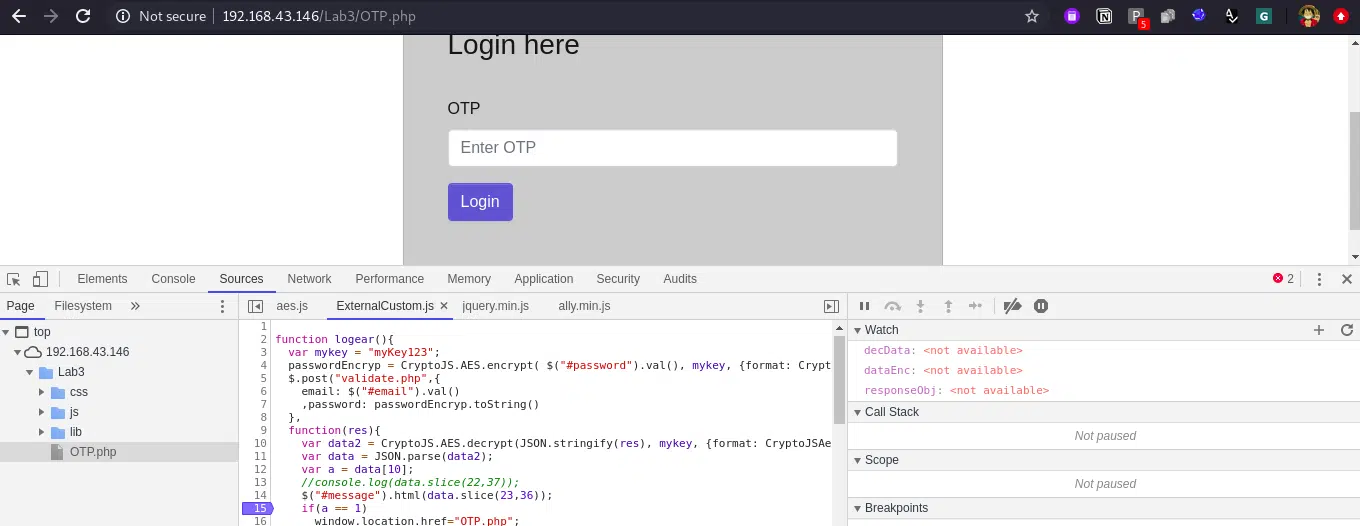 Not secure | 192.168.43.146/Lab3/OTP.php
5
Login here
OTP
Enter OTP
Login
Elements Console Sources Network Performance Memory Application Security Audits 2
Page Filesystem »
aes.js ExternalCustom.js × jquery.min.js ally.min.js
top
192.168.43.146
Lab3
css
js
lib
OTP.php
1
2 function logear(){
3 var mykey = "myKey123";
4 passwordEncryp = CryptoJS.AES.encrypt( $("#password").val(), mykey, {format: Crypt
5 $.post("validate.php",{
6 email: $("#email").val()
7 ,password: passwordEncryp.toString()
8 },
9 function(res){
10 var data2 = CryptoJS.AES.decrypt(JSON.stringify(res), mykey, {format: CryptoJSAe
11 var data = JSON.parse(data2);
12 var a = data[10];
13 //console.log(data.slice(22,37));
14 $("#message").html(data.slice(23,36));
15 if(a == 1)
16 window.location.href="OTP.php";
Watch
decData: <not available>
dataEnc: <not available>
responseObj: <not available>
Call Stack
Not paused
Scope
Not paused
Breakpoints